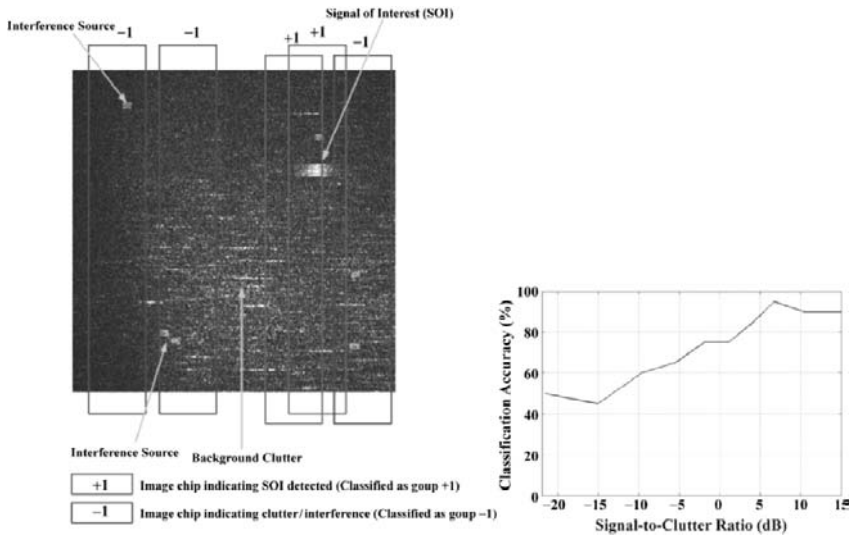 Signal of Interest (SOI)
Interference Source
−1
−1
+1
+1
−1
Interference Source
Background Clutter
+1 Image chip indicating SOI detected (Classified as goup +1)
−1 Image chip indicating clutter/interference (Classified as goup −1)
Classification Accuracy (%)
100
80
60
40
20
0
−20 −15 −10 −5 0 5 10 15
Signal-to-Clutter Ratio (dB)